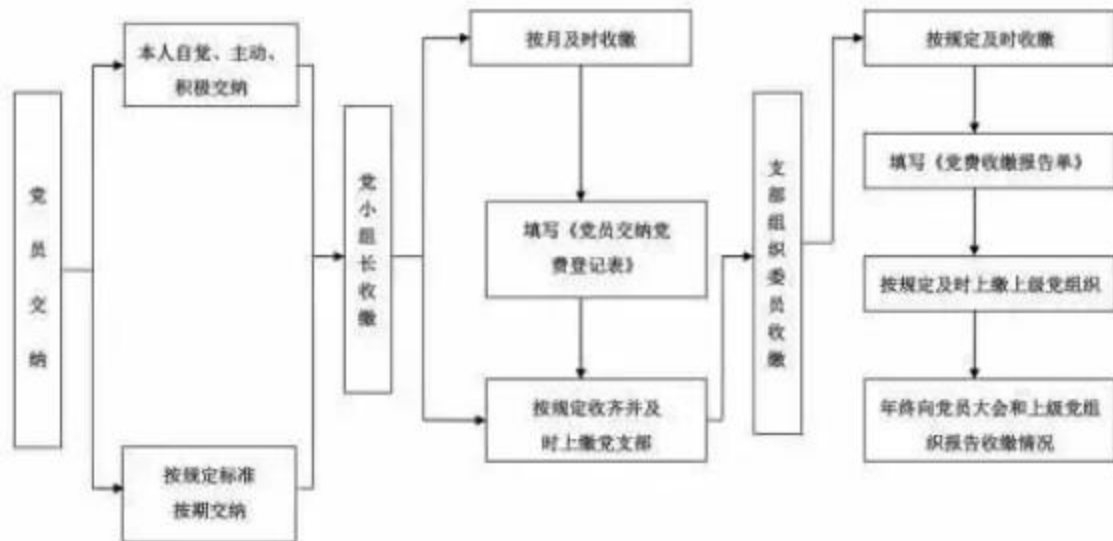 党员交纳
本人自觉、主动、
积极交纳
按规定标准
按期交纳
党小组长收缴
按月及时收缴
填写《党员交纳党
费登记表》
按规定收齐并及
时上缴党支部
支部组织委员收缴
按规定及时收缴
填写《党费收缴报告单》
按规定及时上缴上级党组织
年终向党员大会和上级党组
织报告收缴情况